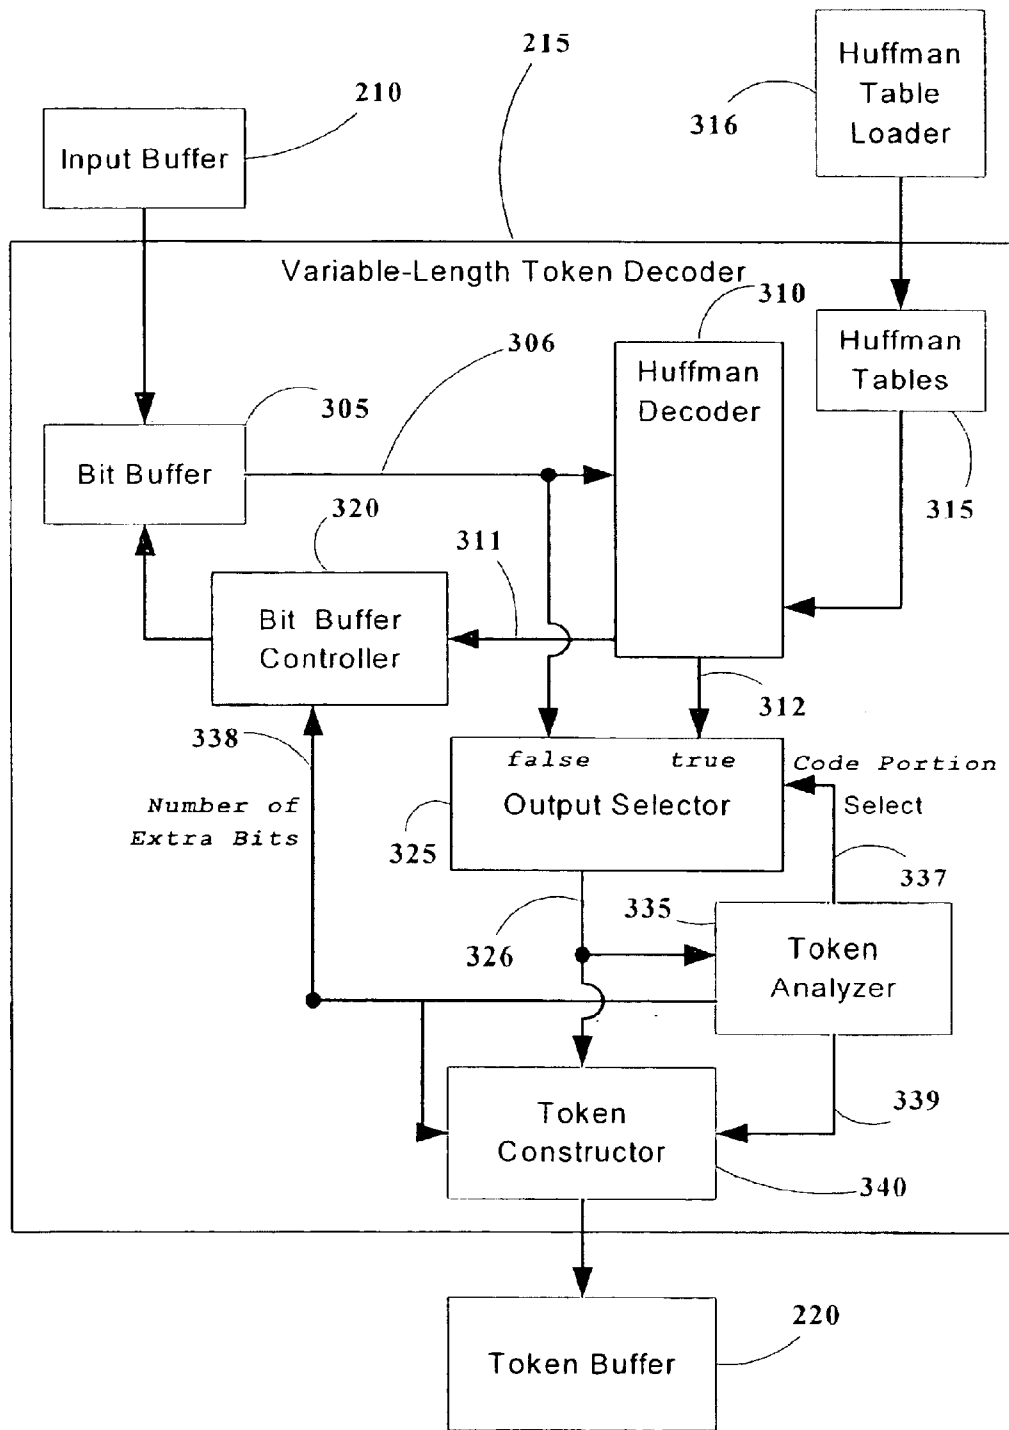 215
Huffman
Table
Loader
316
210
Input Buffer
Variable-Length Token Decoder
310
306
Huffman
Decoder
Huffman
Tables
305
Bit Buffer
320
311
315
Bit Buffer
Controller
312
338
false true
Code Portion
Select
Output Selector
Number of
Extra Bits
325
337
335
326
Token
Analyzer
339
Token
Constructor
340
220
Token Buffer